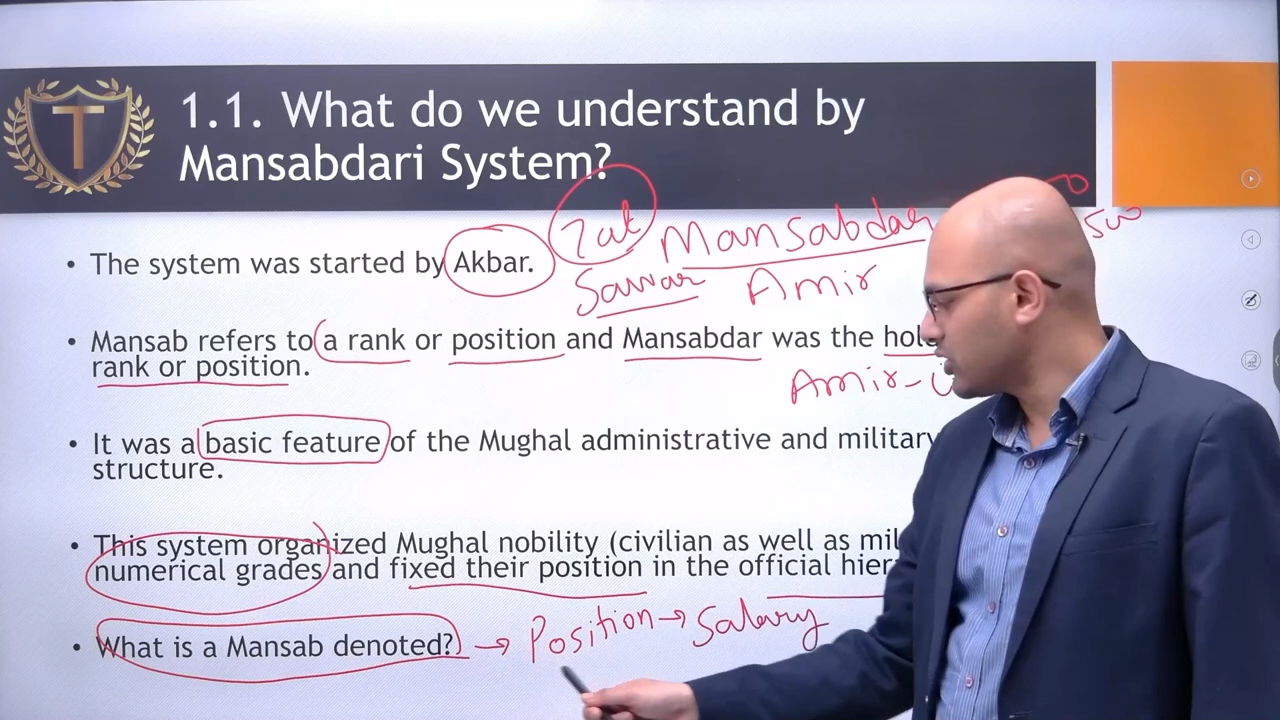 T
1.1. What do we understand by
Mansabdari System?
• The system was started by Akbar.
Zat
Mansabdar
500
Sawar
Amir
• Mansab refers to a rank or position and Mansabdar was the
rank or position.
Amir-
• It was a basic feature of the Mughal administrative and military
structure.
• This system organized Mughal nobility (civilian as well as
numerical grades and fixed their position in the official
• What is a Mansab denoted? → Position → Salary